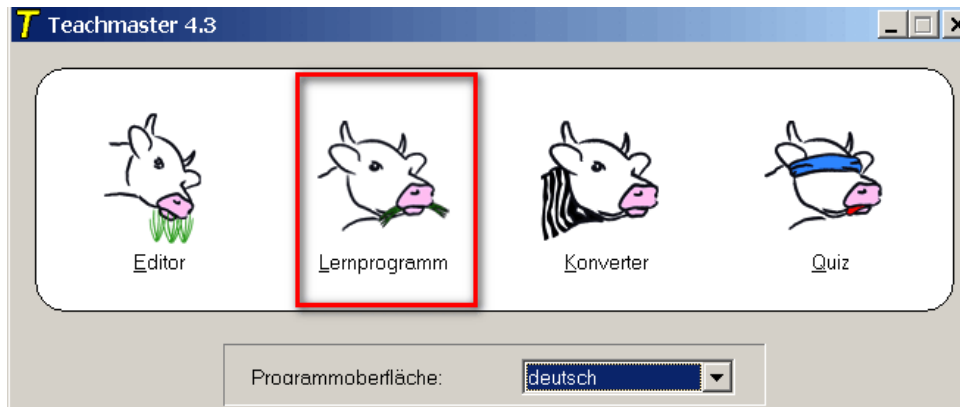 Teachmaster 4.3
Editor
Lernprogramm
Konverter
Quiz
Programmoberfläche:
deutsch